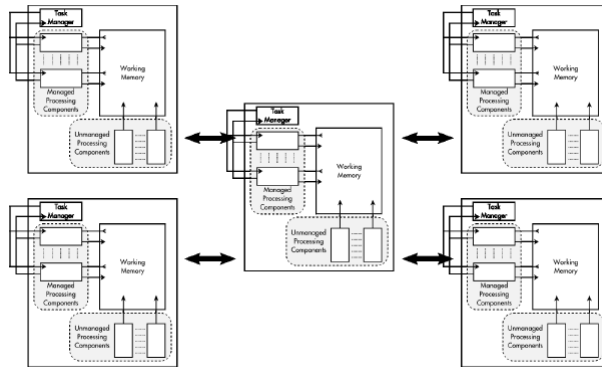 Task
Manager
Working
Memory
Managed
Processing
Components
Unmanaged
Processing
Components
Task
Manager
Working
Memory
Managed
Processing
Components
Unmanaged
Processing
Components
Task
Manager
Working
Memory
Managed
Processing
Components
Unmanaged
Processing
Components
Task
Manager
Working
Memory
Managed
Processing
Components
Unmanaged
Processing
Components
Task
Manager
Working
Memory
Managed
Processing
Components
Unmanaged
Processing
Components